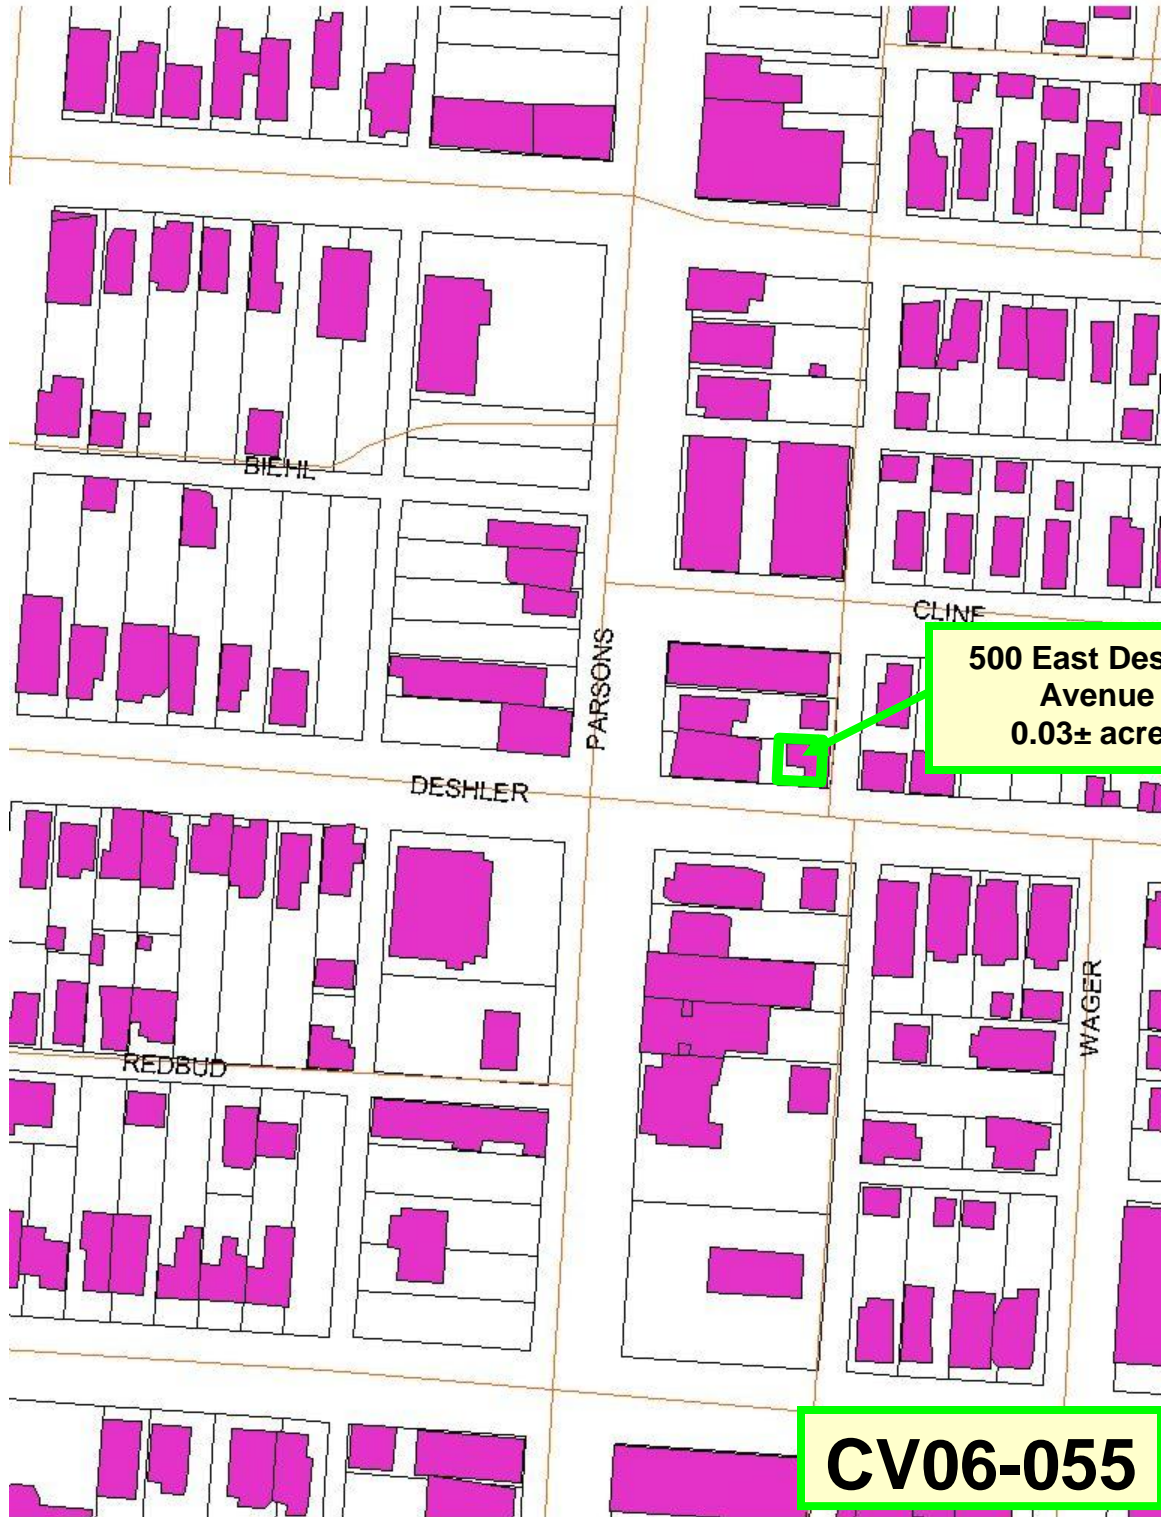 BIEHL
CLINE
PARSONS
500 East Des
Avenue
0.03± acre
DESHLER
WAGER
REDBUD
CV06-055